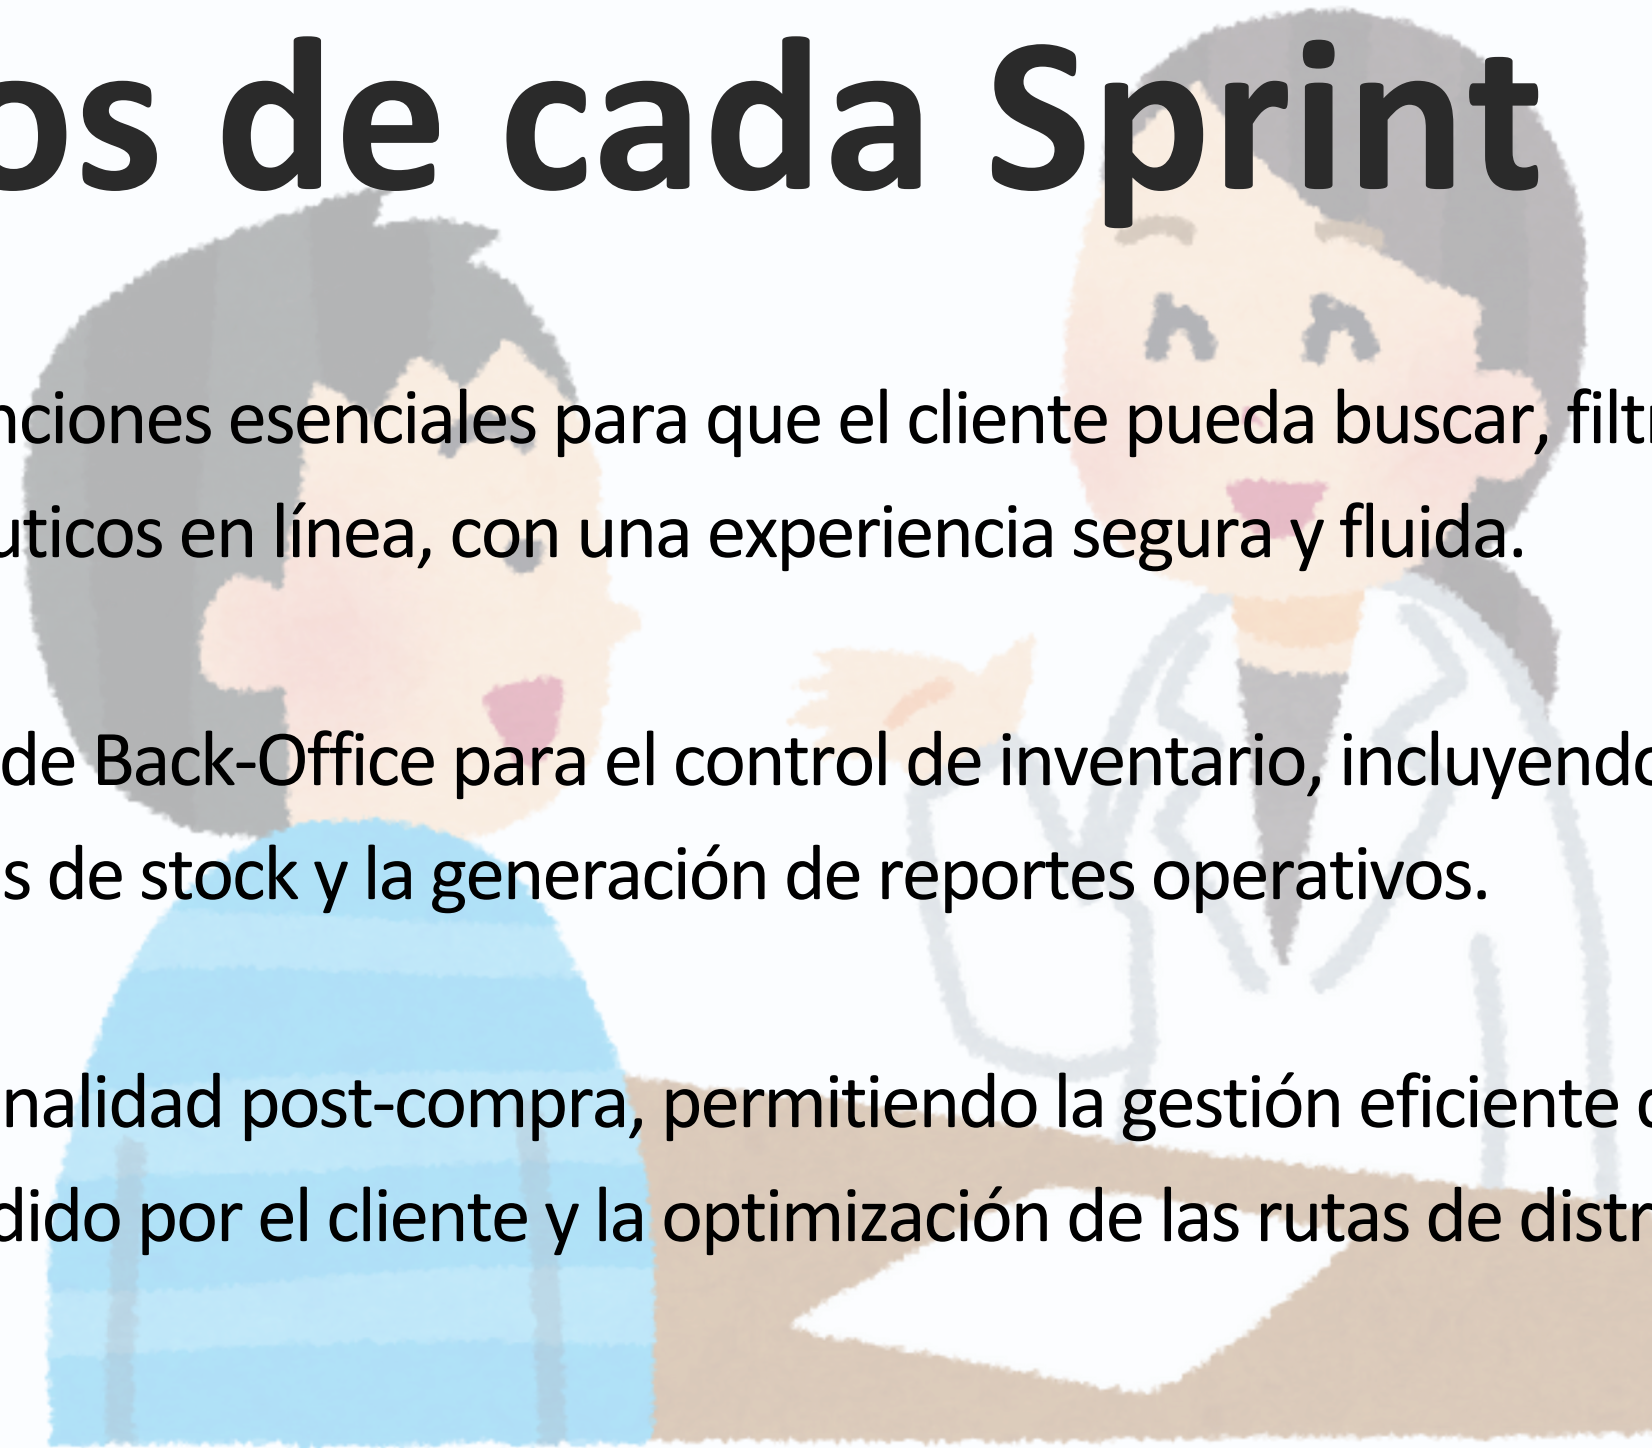 os de cada Sprint
nciones esenciales para que el cliente pueda buscar, filtr
uticos en línea, con una experiencia segura y fluida.
de Back-Office para el control de inventario, incluyendo
s de stock y la generación de reportes operativos.
nalidad post-compra, permitiendo la gestión eficiente d
dido por el cliente y la optimización de las rutas de distr